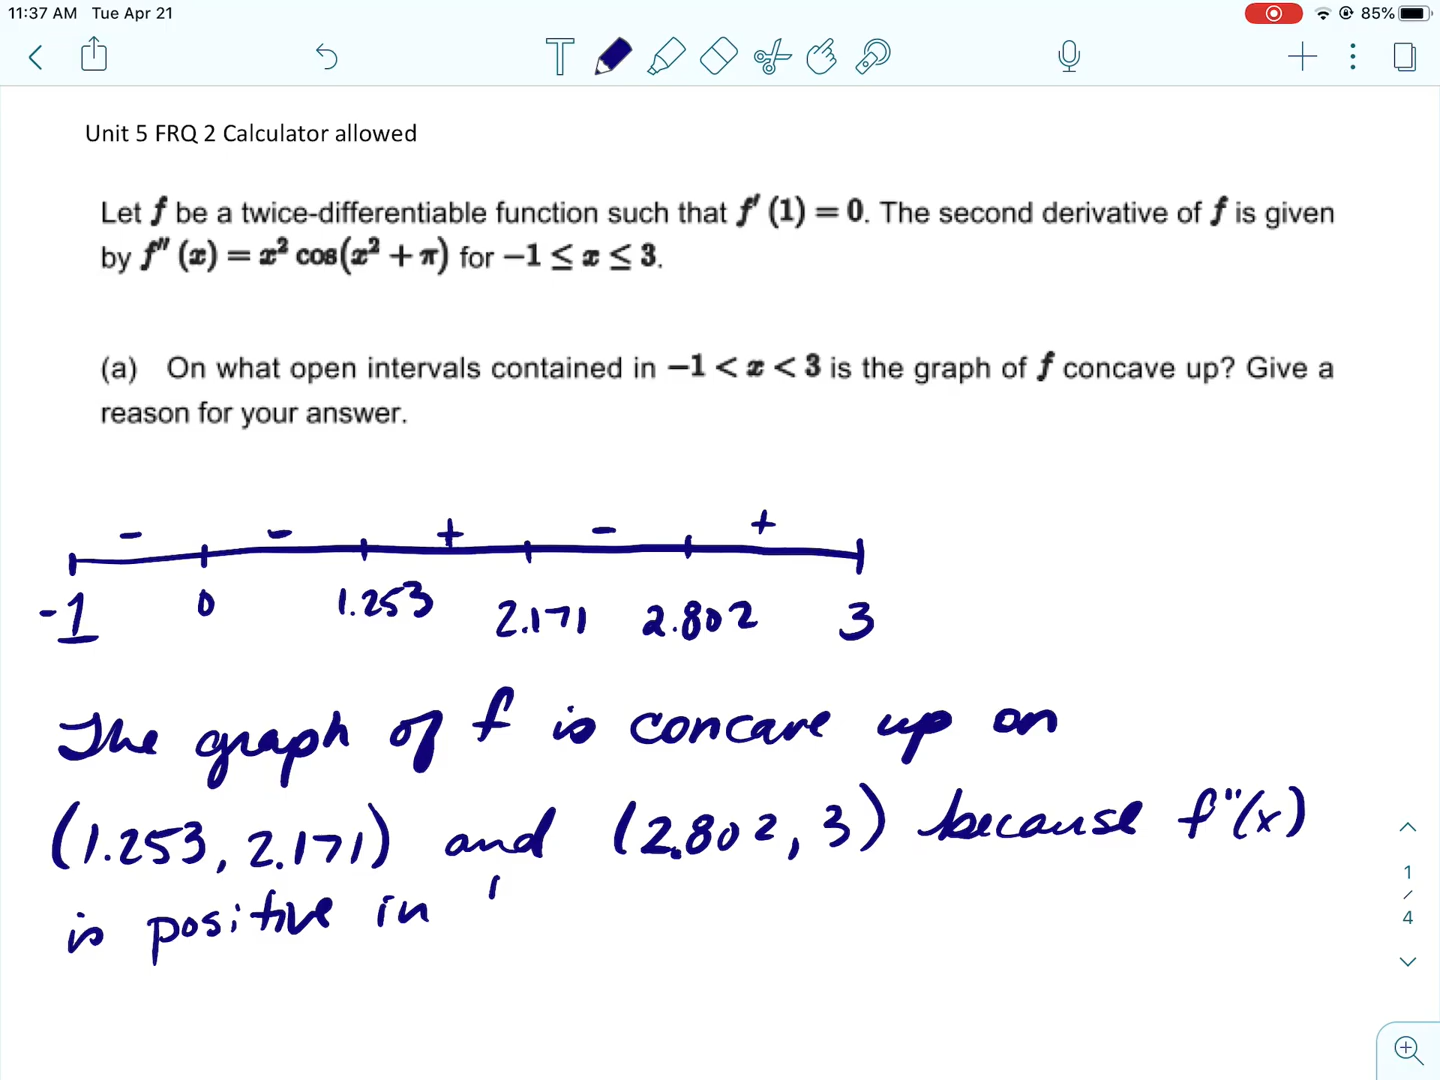 11:37 AM Tue Apr 21
85%
Unit 5 FRQ 2 Calculator allowed
Let f be a twice-differentiable function such that f′ (1) = 0. The second derivative of f is given
by f″ (x) = x² cos(x² + π) for −1 ≤ x ≤ 3.
(a) On what open intervals contained in −1 < x < 3 is the graph of f concave up? Give a
reason for your answer.
− − + − +
-1 0 1.253 2.171 2.802 3
The graph of f is concave up on
(1.253, 2.171) and (2.802, 3) because f"(x)
is positive in
1
/
4